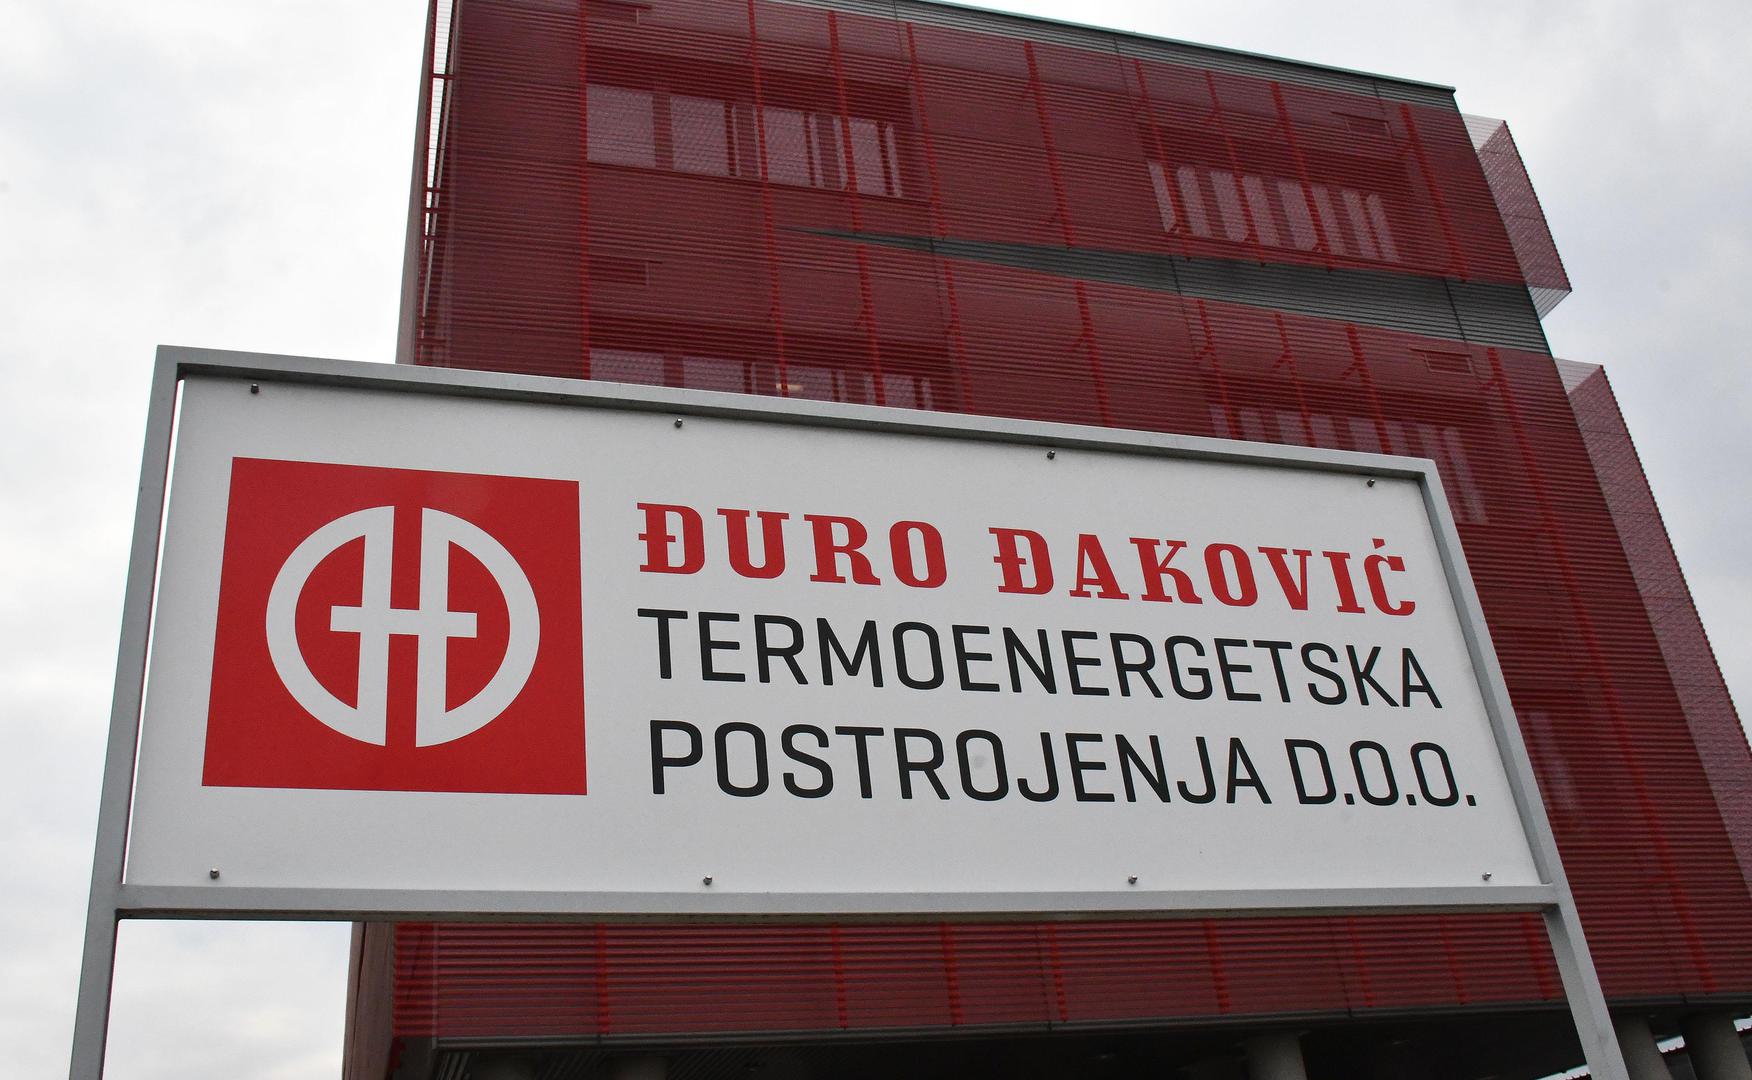 ĐURO ĐAKOVIĆ
TERMOENERGETSKA
POSTROJENJA D.O.O.